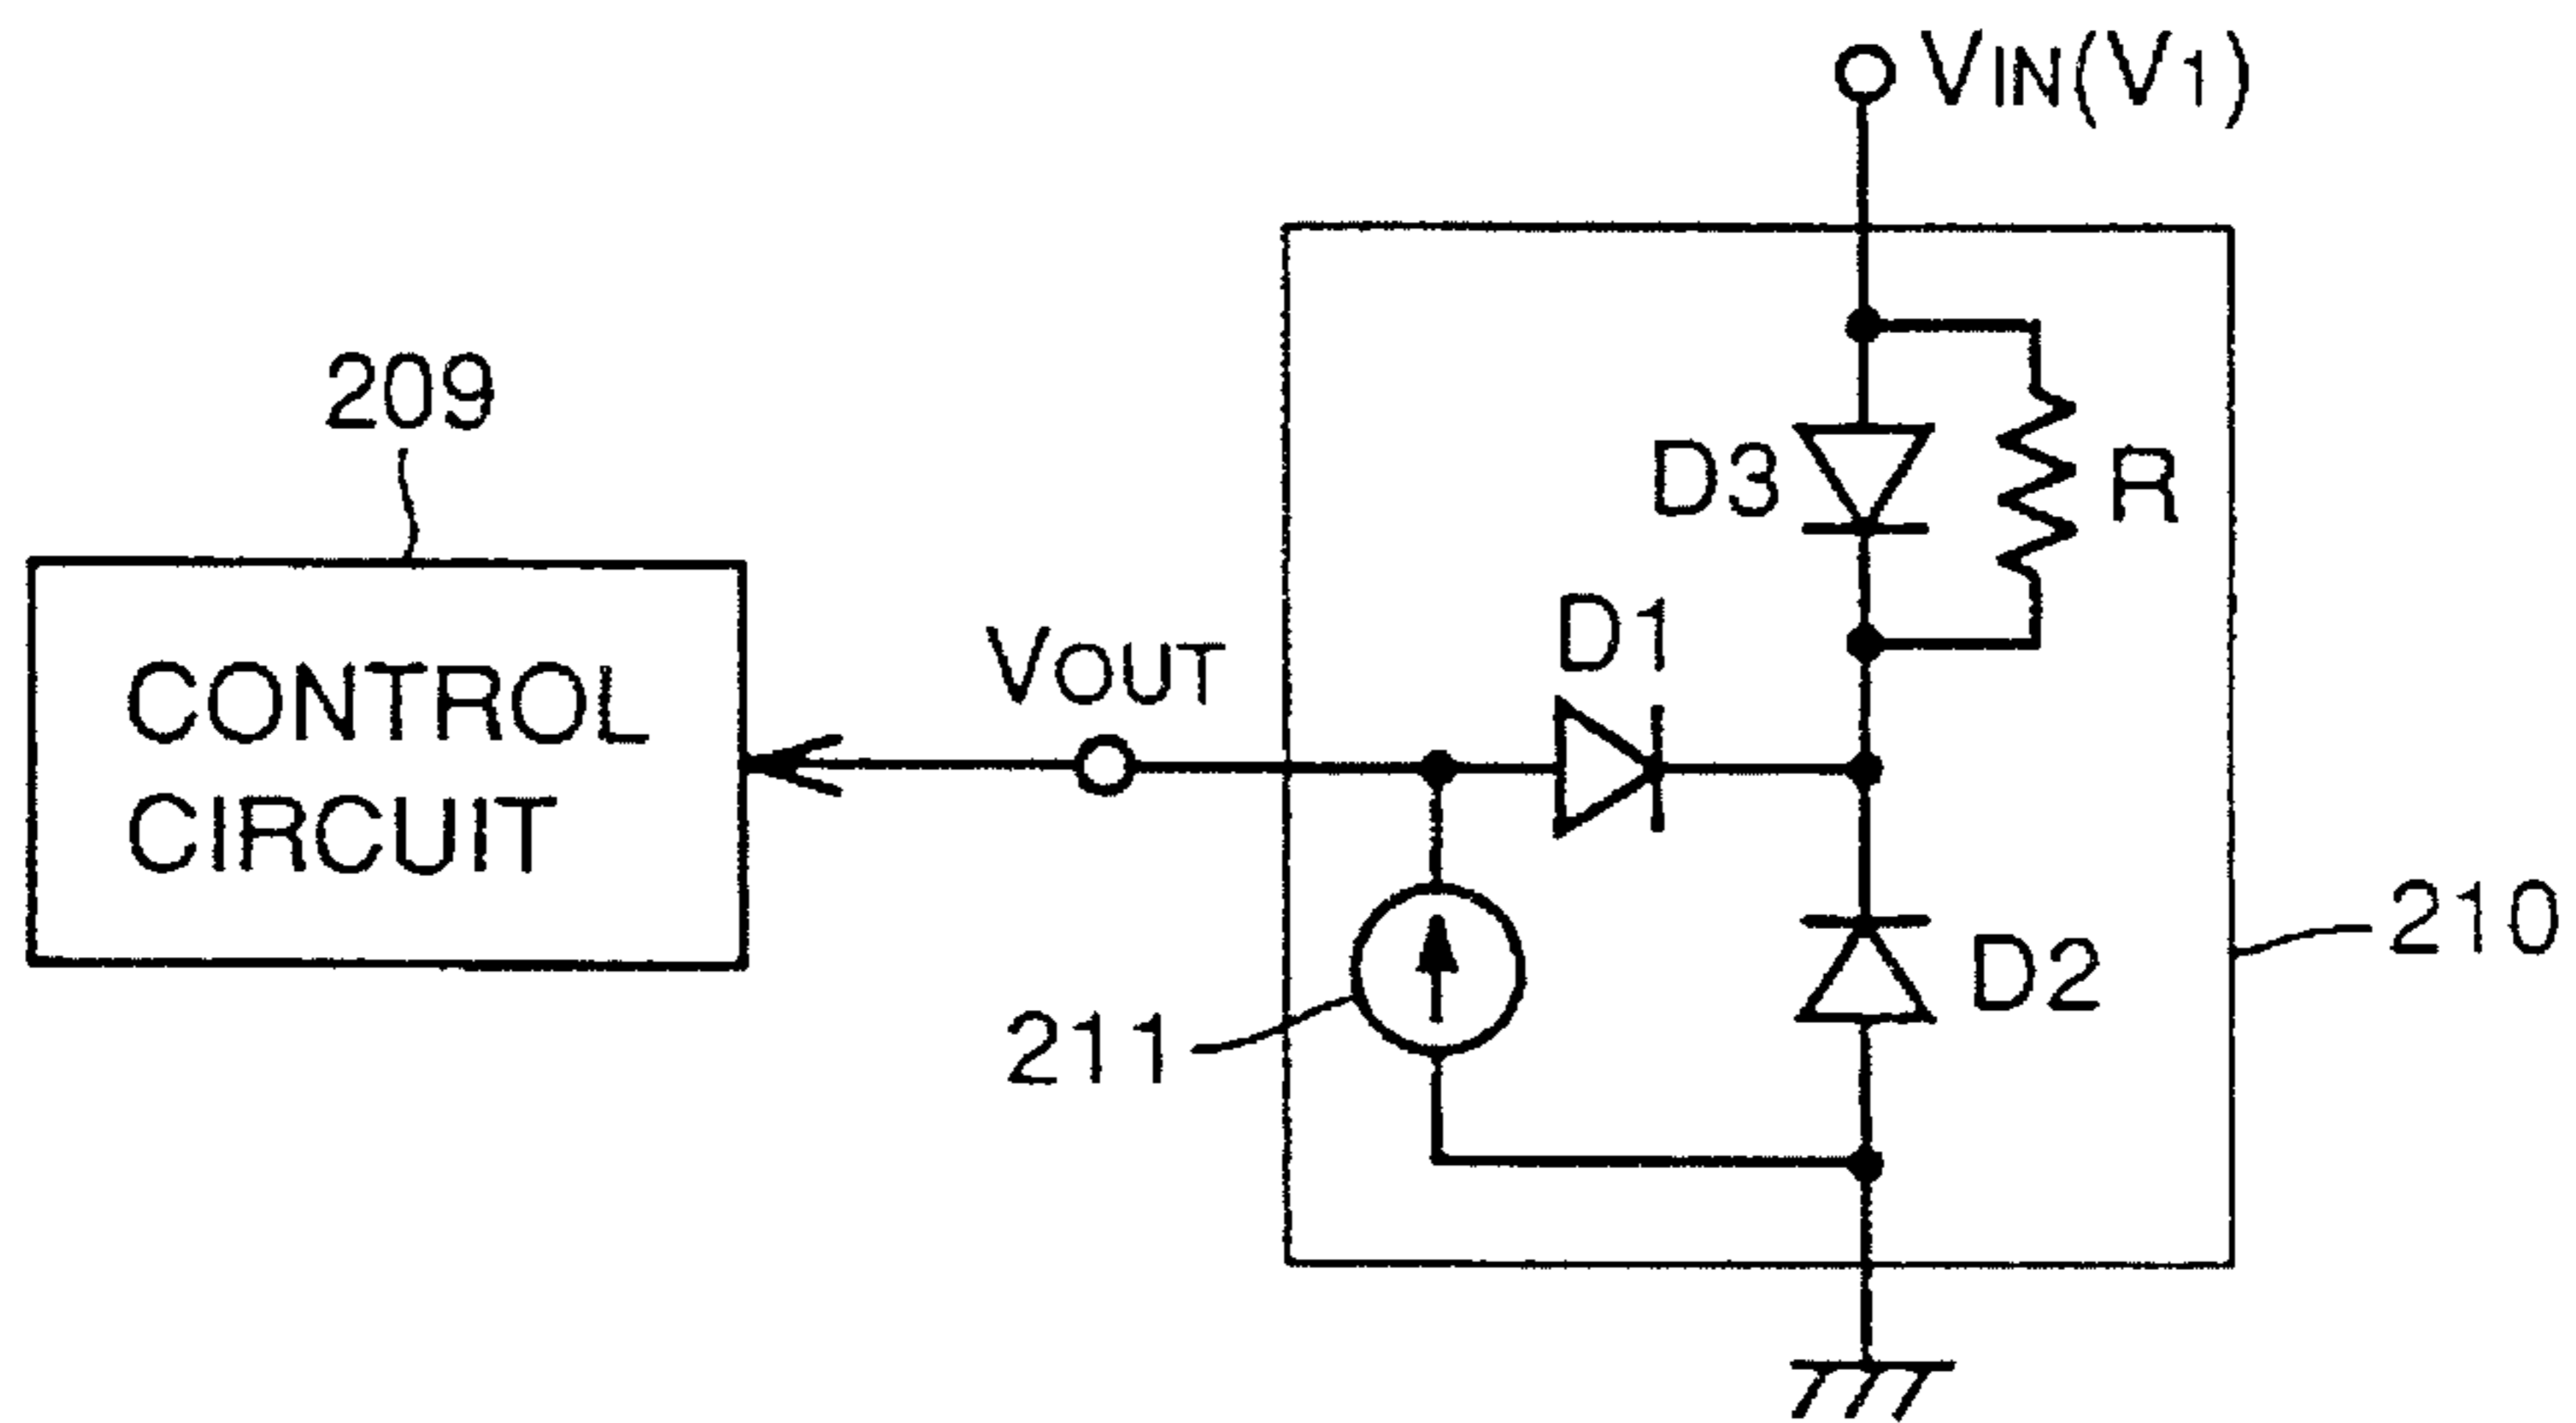 VIN(V1)
209
D3
R
D1
VOUT
CONTROL
CIRCUIT
210
D2
211